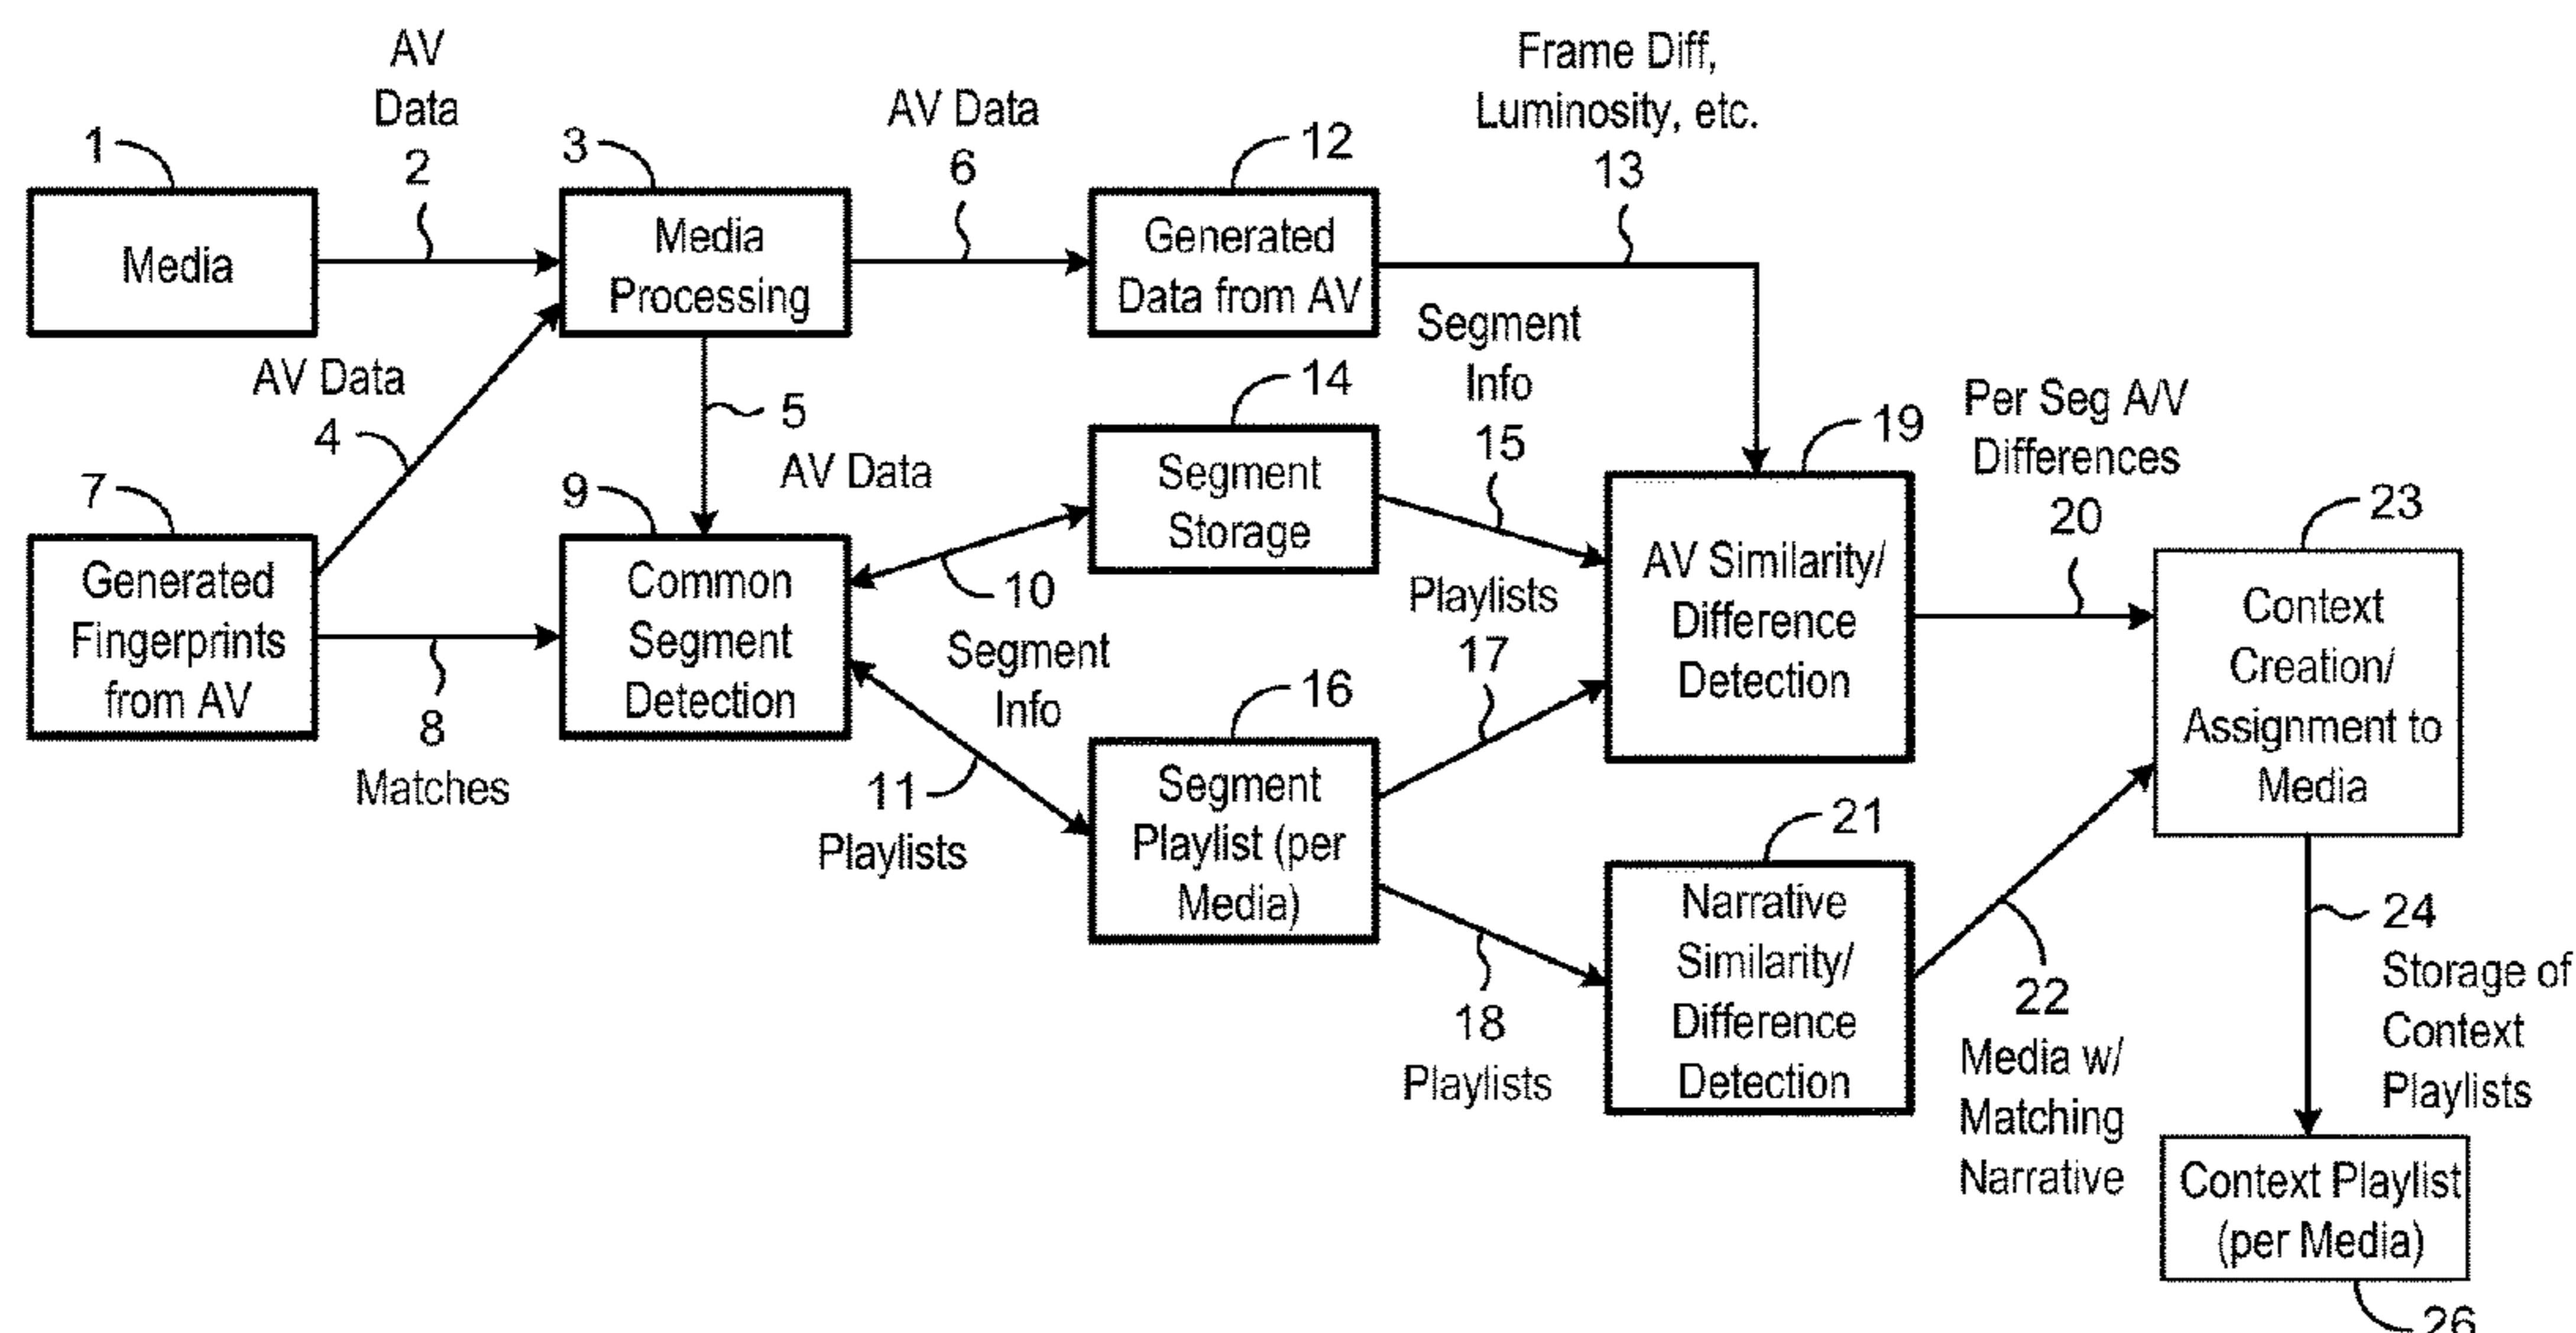 AV
Data
2
1
Media
3
Media
Processing
AV Data
6
12
Generated
Data from AV
Frame Diff,
Luminosity, etc.
13
AV Data
4
5
AV Data
7
Generated
Fingerprints
from AV
8
Matches
9
Common
Segment
Detection
10
Segment
Info
11
Playlists
14
Segment
Storage
Segment
Info
15
16
Segment
Playlist (per
Media)
Playlists
17
18
Playlists
19
AV Similarity/
Difference
Detection
Per Seg A/V
Differences
20
21
Narrative
Similarity/
Difference
Detection
22
Media w/
Matching
Narrative
23
Context
Creation/
Assignment to
Media
24
Storage of
Context
Playlists
Context Playlist
(per Media)
26